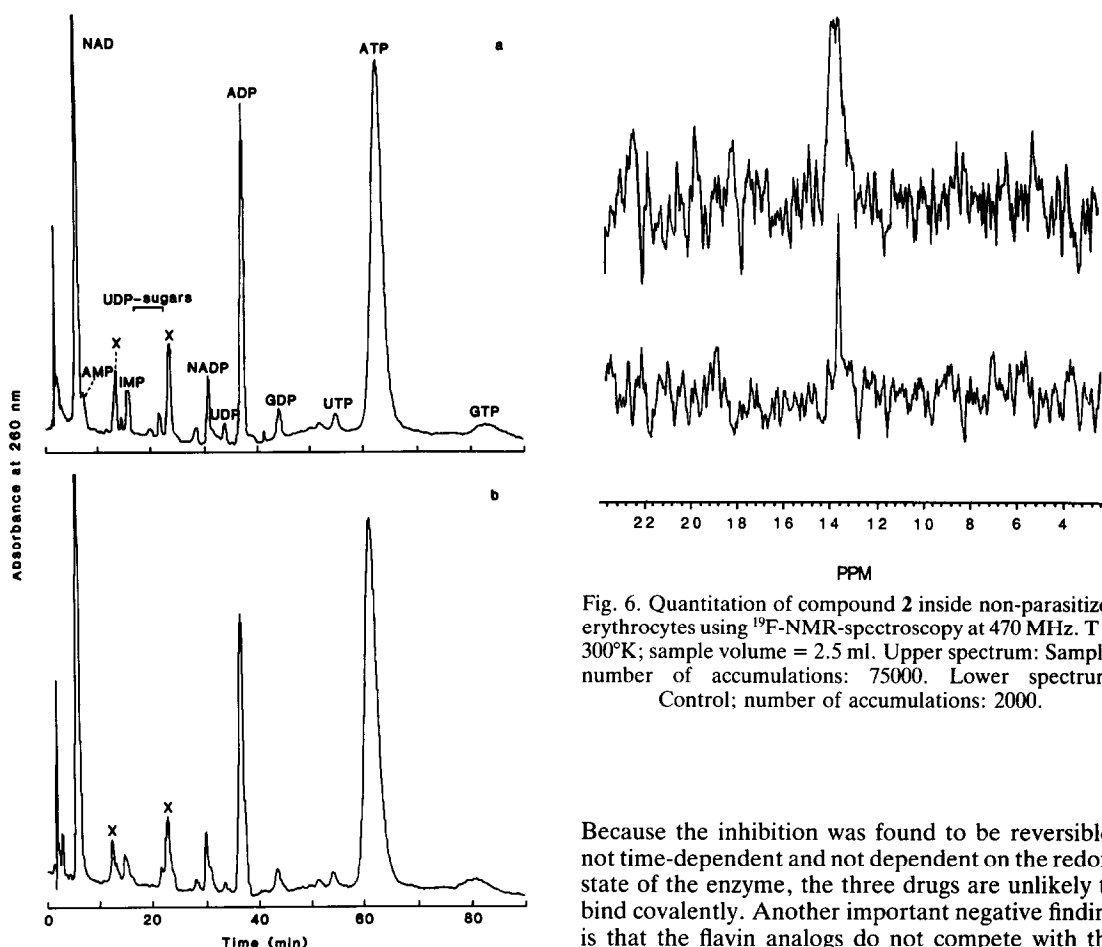 NAD
a
ATP
ADP
UDP-sugars
X
X
AMP
IMP
NADP
UDP
GDP
UTP
GTP
Absorbance at 260 nm
b
X
X
0 20 40 60 80
Time (min)
22 20 18 16 14 12 10 8 6 4
PPM
Fig. 6. Quantitation of compound 2 inside non-parasitize
erythrocytes using ¹⁹F-NMR-spectroscopy at 470 MHz. T
300°K; sample volume = 2.5 ml. Upper spectrum: Sampl
number of accumulations: 75000. Lower spectrum
Control; number of accumulations: 2000.
Because the inhibition was found to be reversible
not time-dependent and not dependent on the redox
state of the enzyme, the three drugs are unlikely t
bind covalently. Another important negative findin
is that the flavin analogs do not compete with th